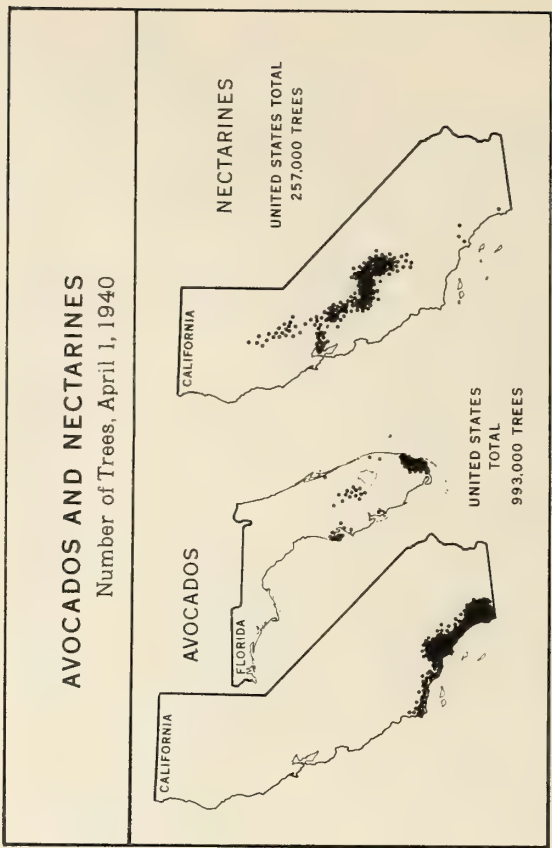 AVOCADOS AND NECTARINES
Number of Trees, April 1, 1940
AVOCADOS
CALIFORNIA
FLORIDA
UNITED STATES
TOTAL
993,000 TREES
NECTARINES
CALIFORNIA
UNITED STATES TOTAL
257,000 TREES